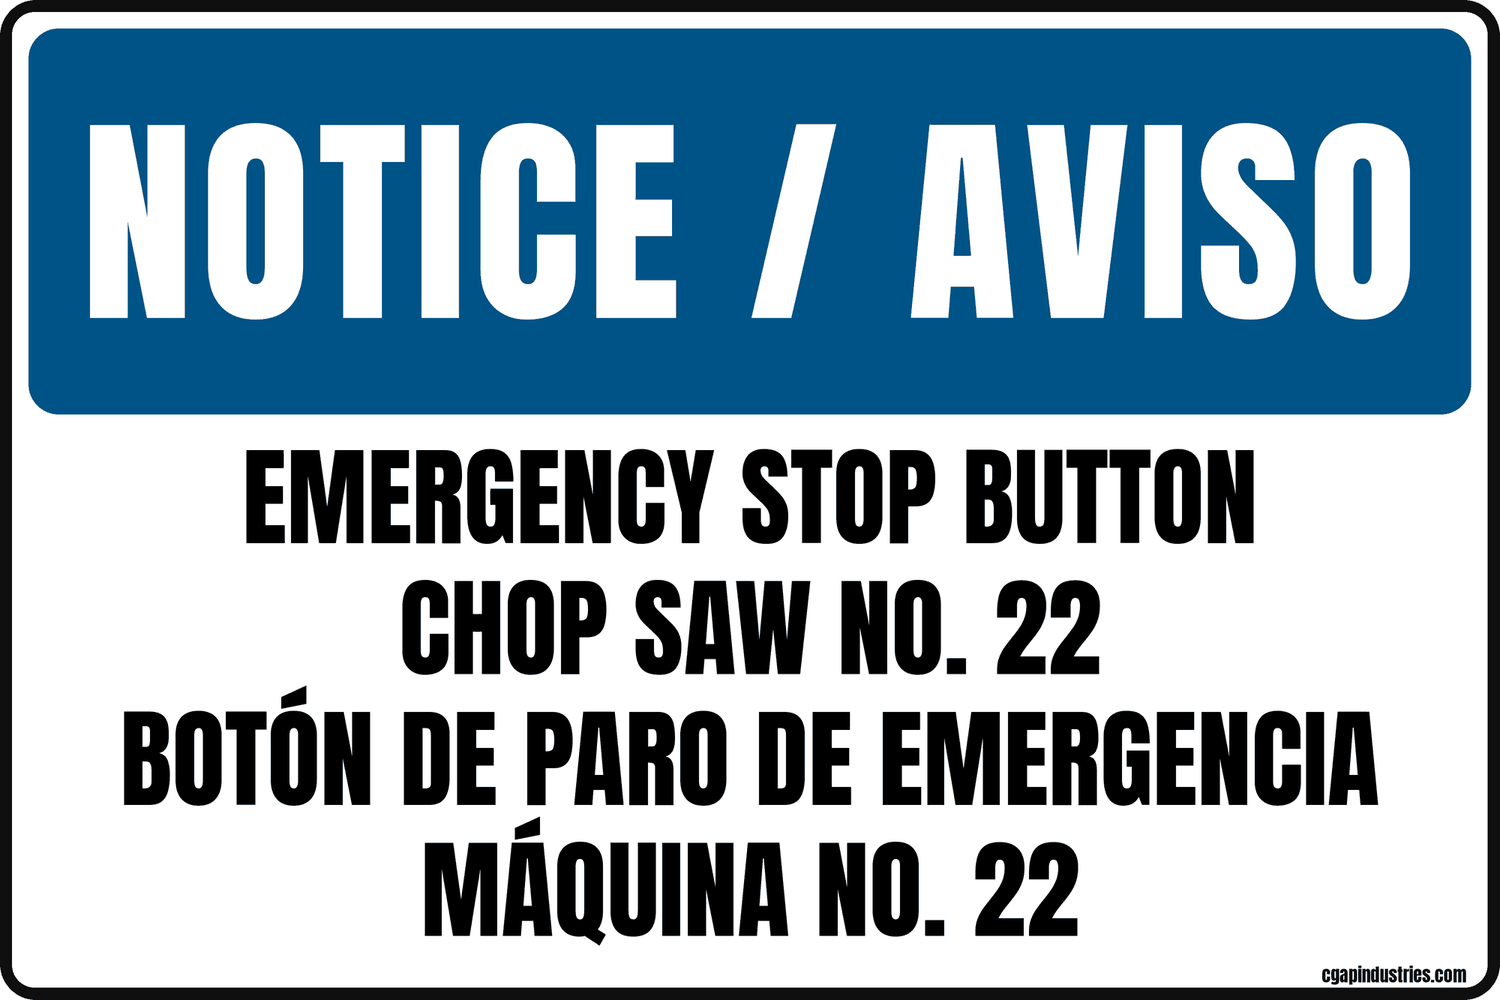 NOTICE / AVISO
EMERGENCY STOP BUTTON
CHOP SAW NO. 22
BOTÓN DE PARO DE EMERGENCIA
MÁQUINA NO. 22
cgapindustries.com